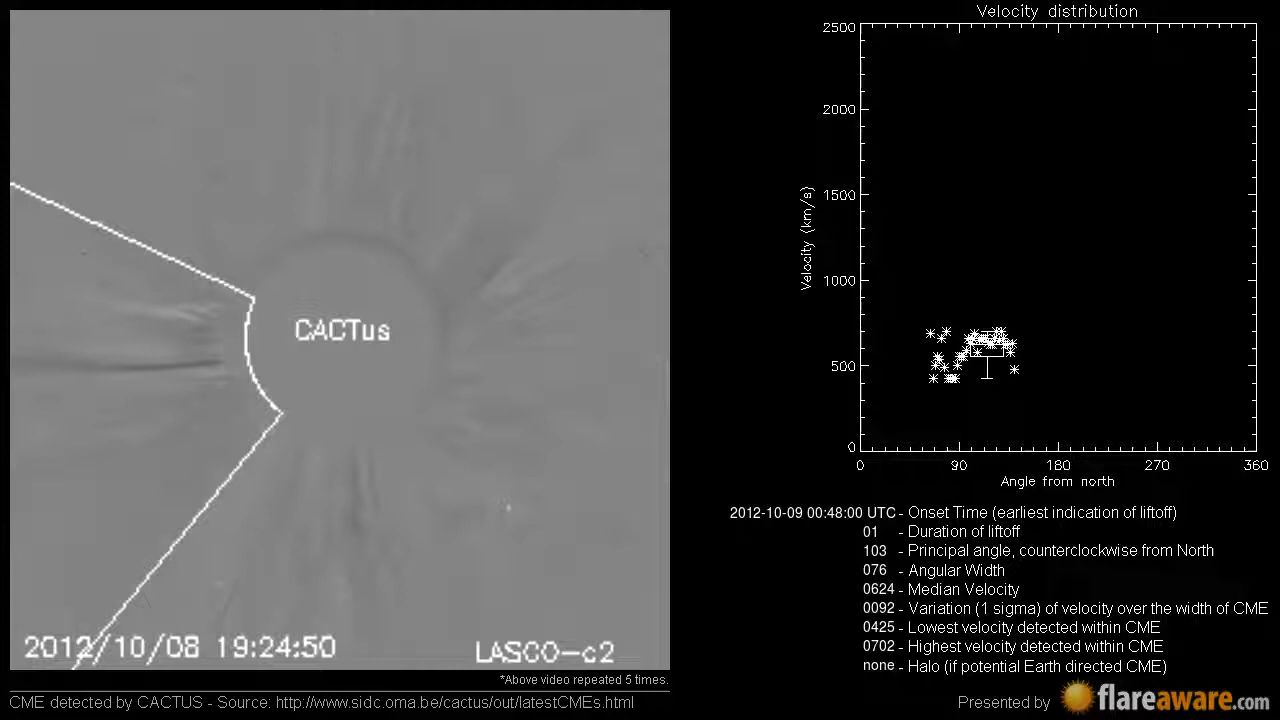 CACTus
2012/10/08 19:24:50
LASCO-c2
*Above video repeated 5 times.
CME detected by CACTUS - Source: http://www.sidc.oma.be/cactus/out/latestCMEs.html
Velocity distribution
2500
2000
1500
1000
500
0
Velocity (km/s)
0 90 180 270 360
Angle from north
2012-10-09 00:48:00 UTC - Onset Time (earliest indication of liftoff)
01 - Duration of liftoff
103 - Principal angle, counterclockwise from North
076 - Angular Width
0624 - Median Velocity
0092 - Variation (1 sigma) of velocity over the width of CME
0425 - Lowest velocity detected within CME
0702 - Highest velocity detected within CME
none - Halo (if potential Earth directed CME)
Presented by flareaware.com